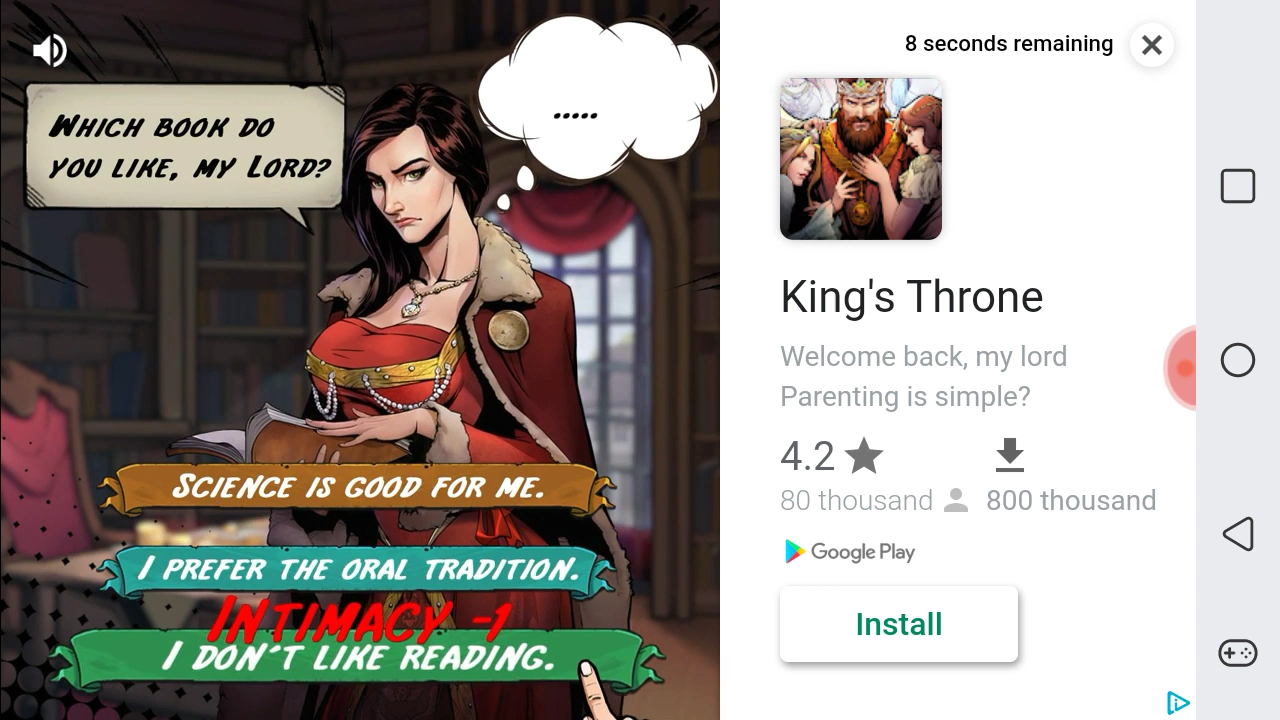 WHICH BOOK DO
YOU LIKE, MY LORD?
.....
SCIENCE IS GOOD FOR ME.
I PREFER THE ORAL TRADITION.
INTIMACY -1
I DON'T LIKE READING.
8 seconds remaining
King's Throne
Welcome back, my lord
Parenting is simple?
4.2
80 thousand
800 thousand
Google Play
Install